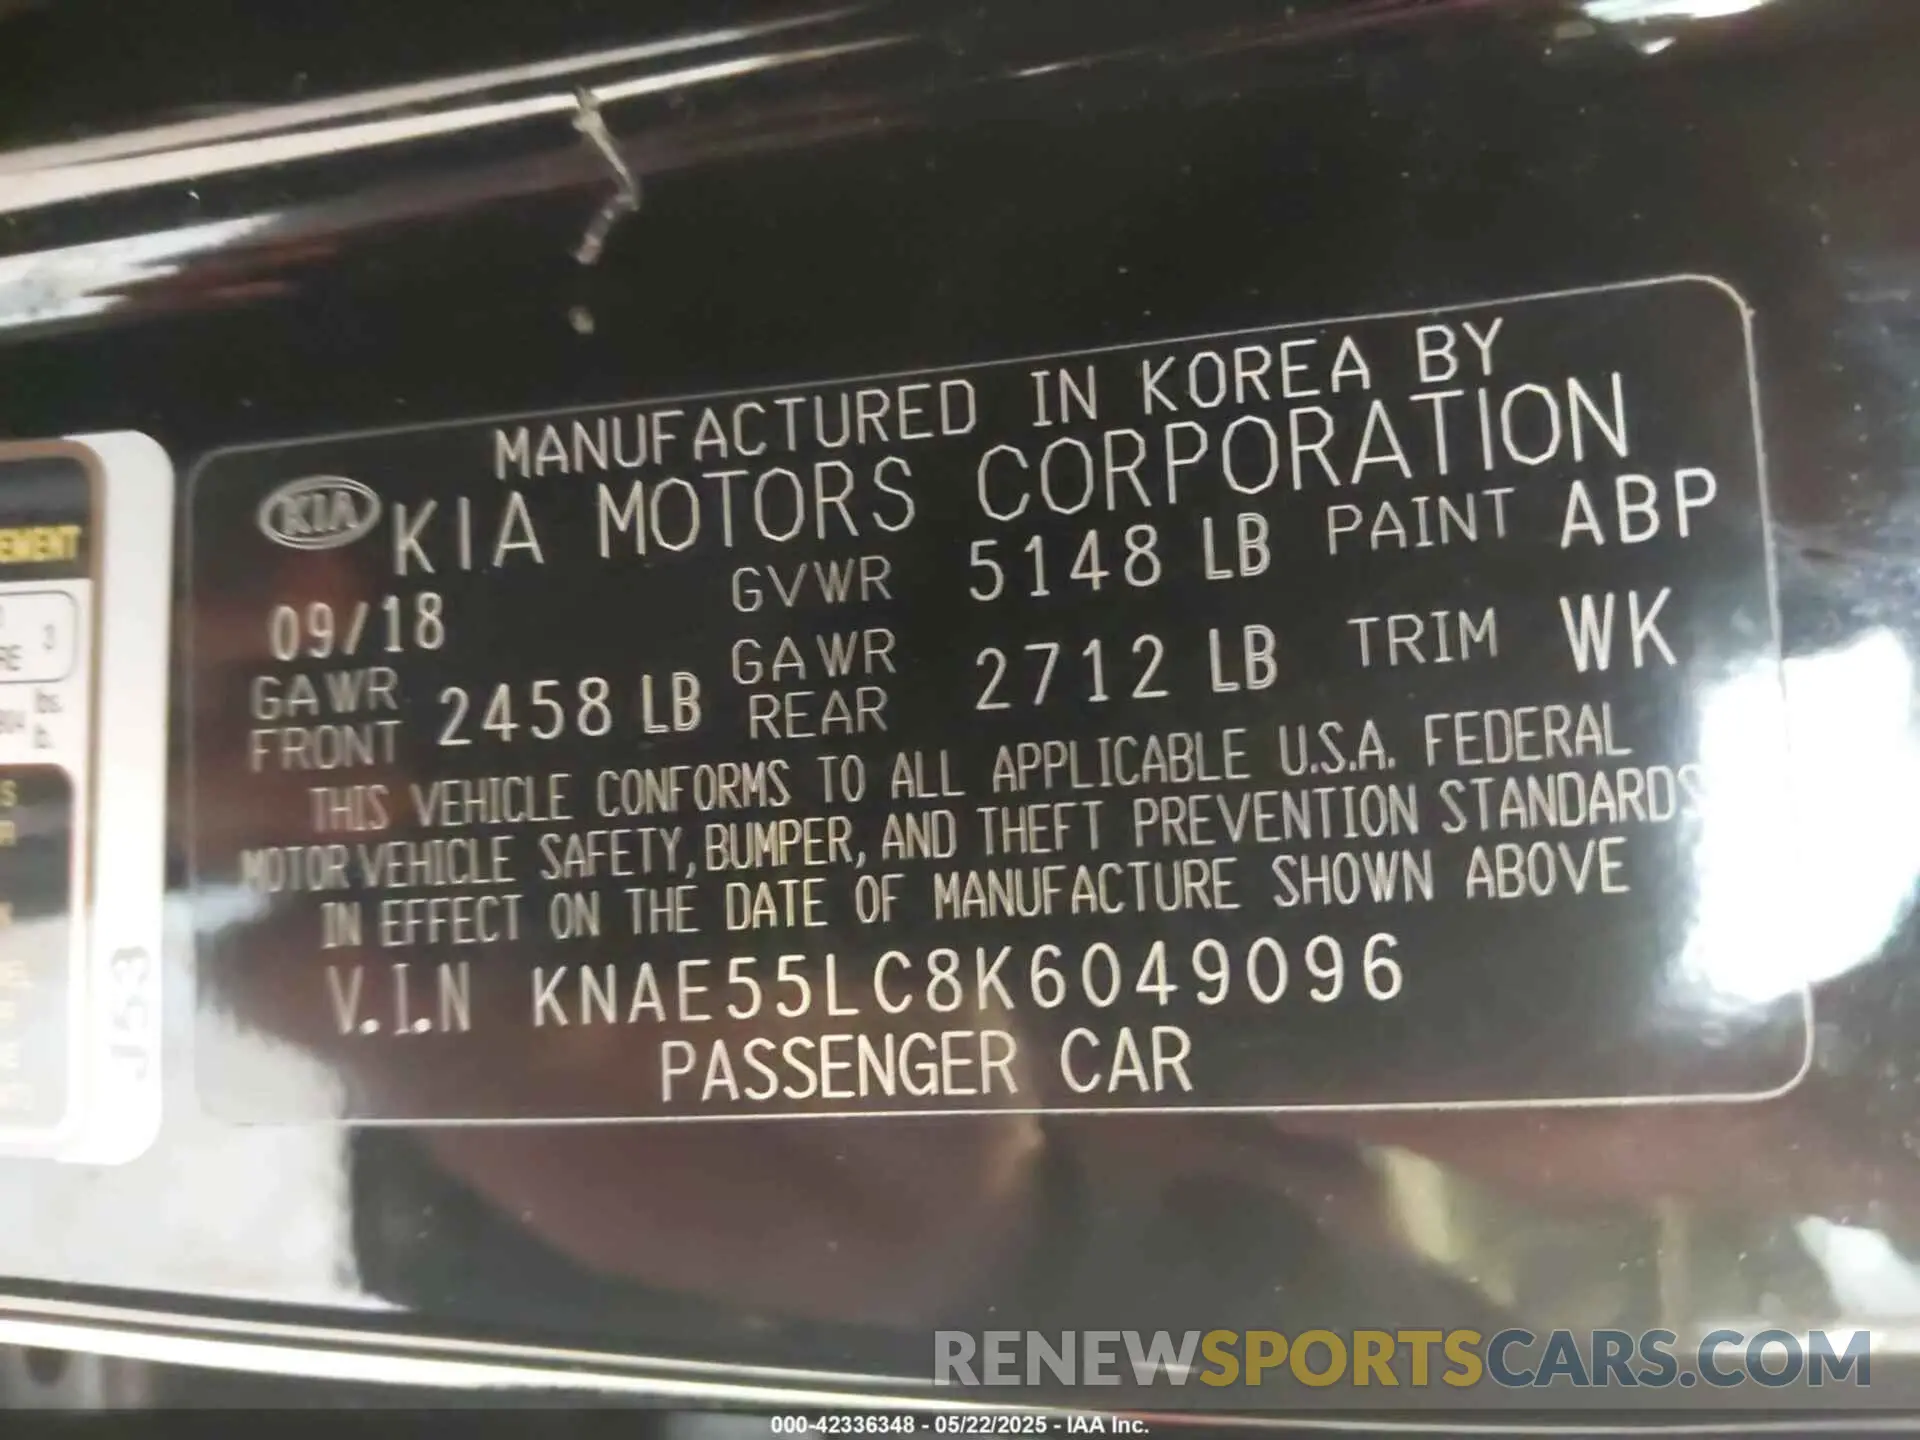 MANUFACTURED IN KOREA BY
KIA KIA MOTORS CORPORATION
09/18 GVWR 5148 LB PAINT ABP
GAWR FRONT 2458 LB GAWR REAR 2712 LB TRIM WK
THIS VEHICLE CONFORMS TO ALL APPLICABLE U.S.A. FEDERAL
MOTOR VEHICLE SAFETY, BUMPER, AND THEFT PREVENTION STANDARDS
IN EFFECT ON THE DATE OF MANUFACTURE SHOWN ABOVE
V.I.N KNAE55LC8K6049096
PASSENGER CAR
J53
3
RENEWSPORTSCARS.COM
000-42336348 - 05/22/2025 - IAA Inc.